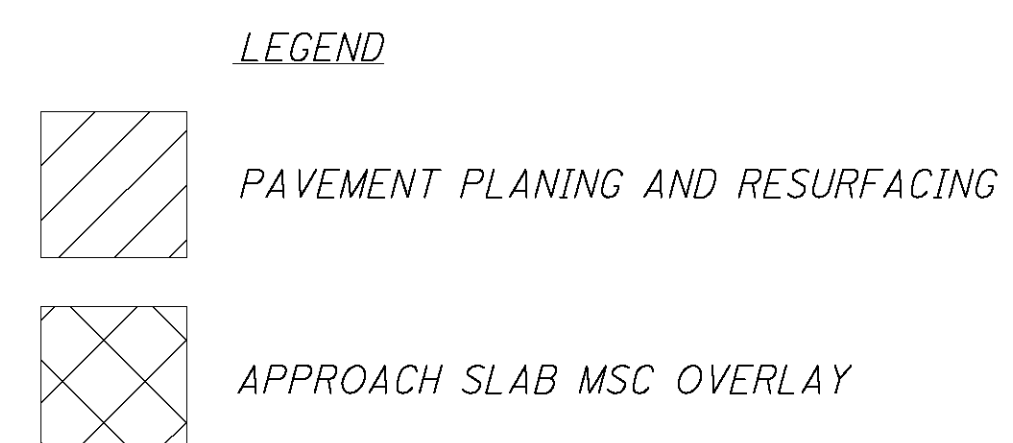 LEGEND
PAVEMENT PLANING AND RESURFACING
APPROACH SLAB MSC OVERLAY